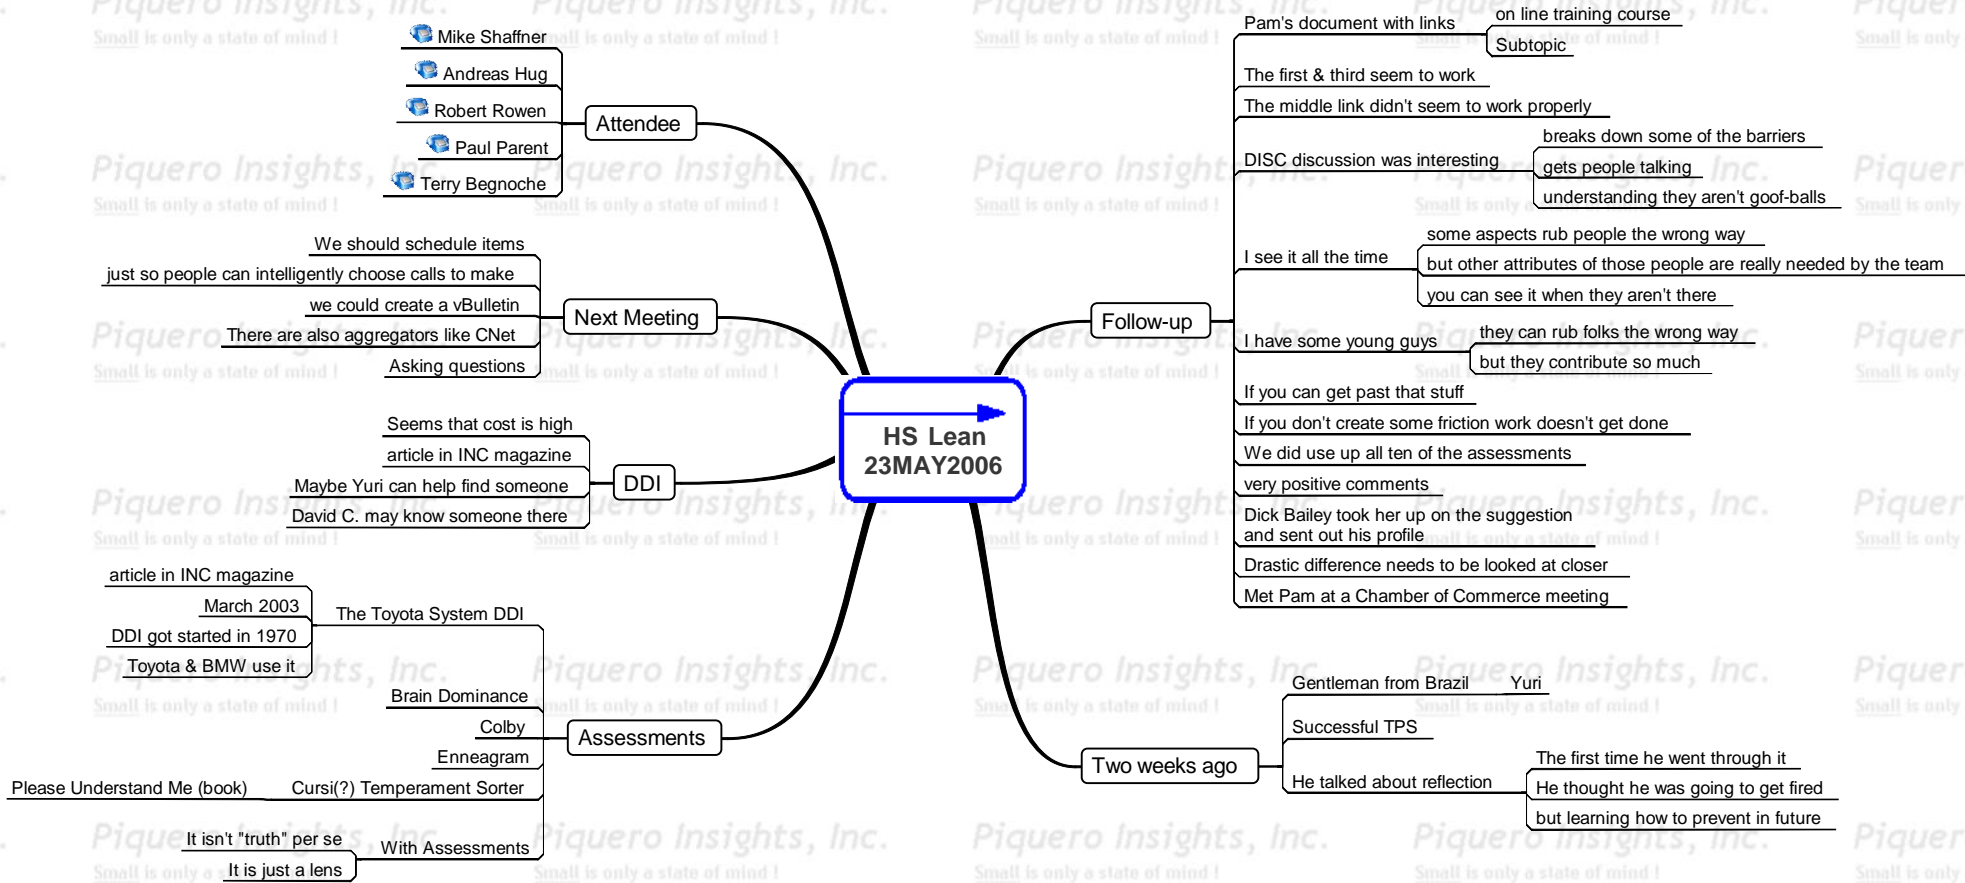 HS Lean
23MAY2006
Attendee
Mike Shaffner
Andreas Hug
Robert Rowen
Paul Parent
Terry Begnoche
Next Meeting
We should schedule items
just so people can intelligently choose calls to make
we could create a vBulletin
There are also aggregators like CNet
Asking questions
DDI
Seems that cost is high
article in INC magazine
Maybe Yuri can help find someone
David C. may know someone there
Assessments
The Toyota System DDI
article in INC magazine
March 2003
DDI got started in 1970
Toyota & BMW use it
Brain Dominance
Colby
Enneagram
Cursi(?) Temperament Sorter
Please Understand Me (book)
With Assessments
It isn't "truth" per se
It is just a lens
Follow-up
Pam's document with links
on line training course
Subtopic
The first & third seem to work
The middle link didn't seem to work properly
DISC discussion was interesting
breaks down some of the barriers
gets people talking
understanding they aren't goof-balls
I see it all the time
some aspects rub people the wrong way
but other attributes of those people are really needed by the team
you can see it when they aren't there
I have some young guys
they can rub folks the wrong way
but they contribute so much
If you can get past that stuff
If you don't create some friction work doesn't get done
We did use up all ten of the assessments
very positive comments
Dick Bailey took her up on the suggestion
and sent out his profile
Drastic difference needs to be looked at closer
Met Pam at a Chamber of Commerce meeting
Two weeks ago
Gentleman from Brazil
Yuri
Successful TPS
He talked about reflection
The first time he went through it
He thought he was going to get fired
but learning how to prevent in future
Piquero Insights, Inc.
Small is only a state of mind !